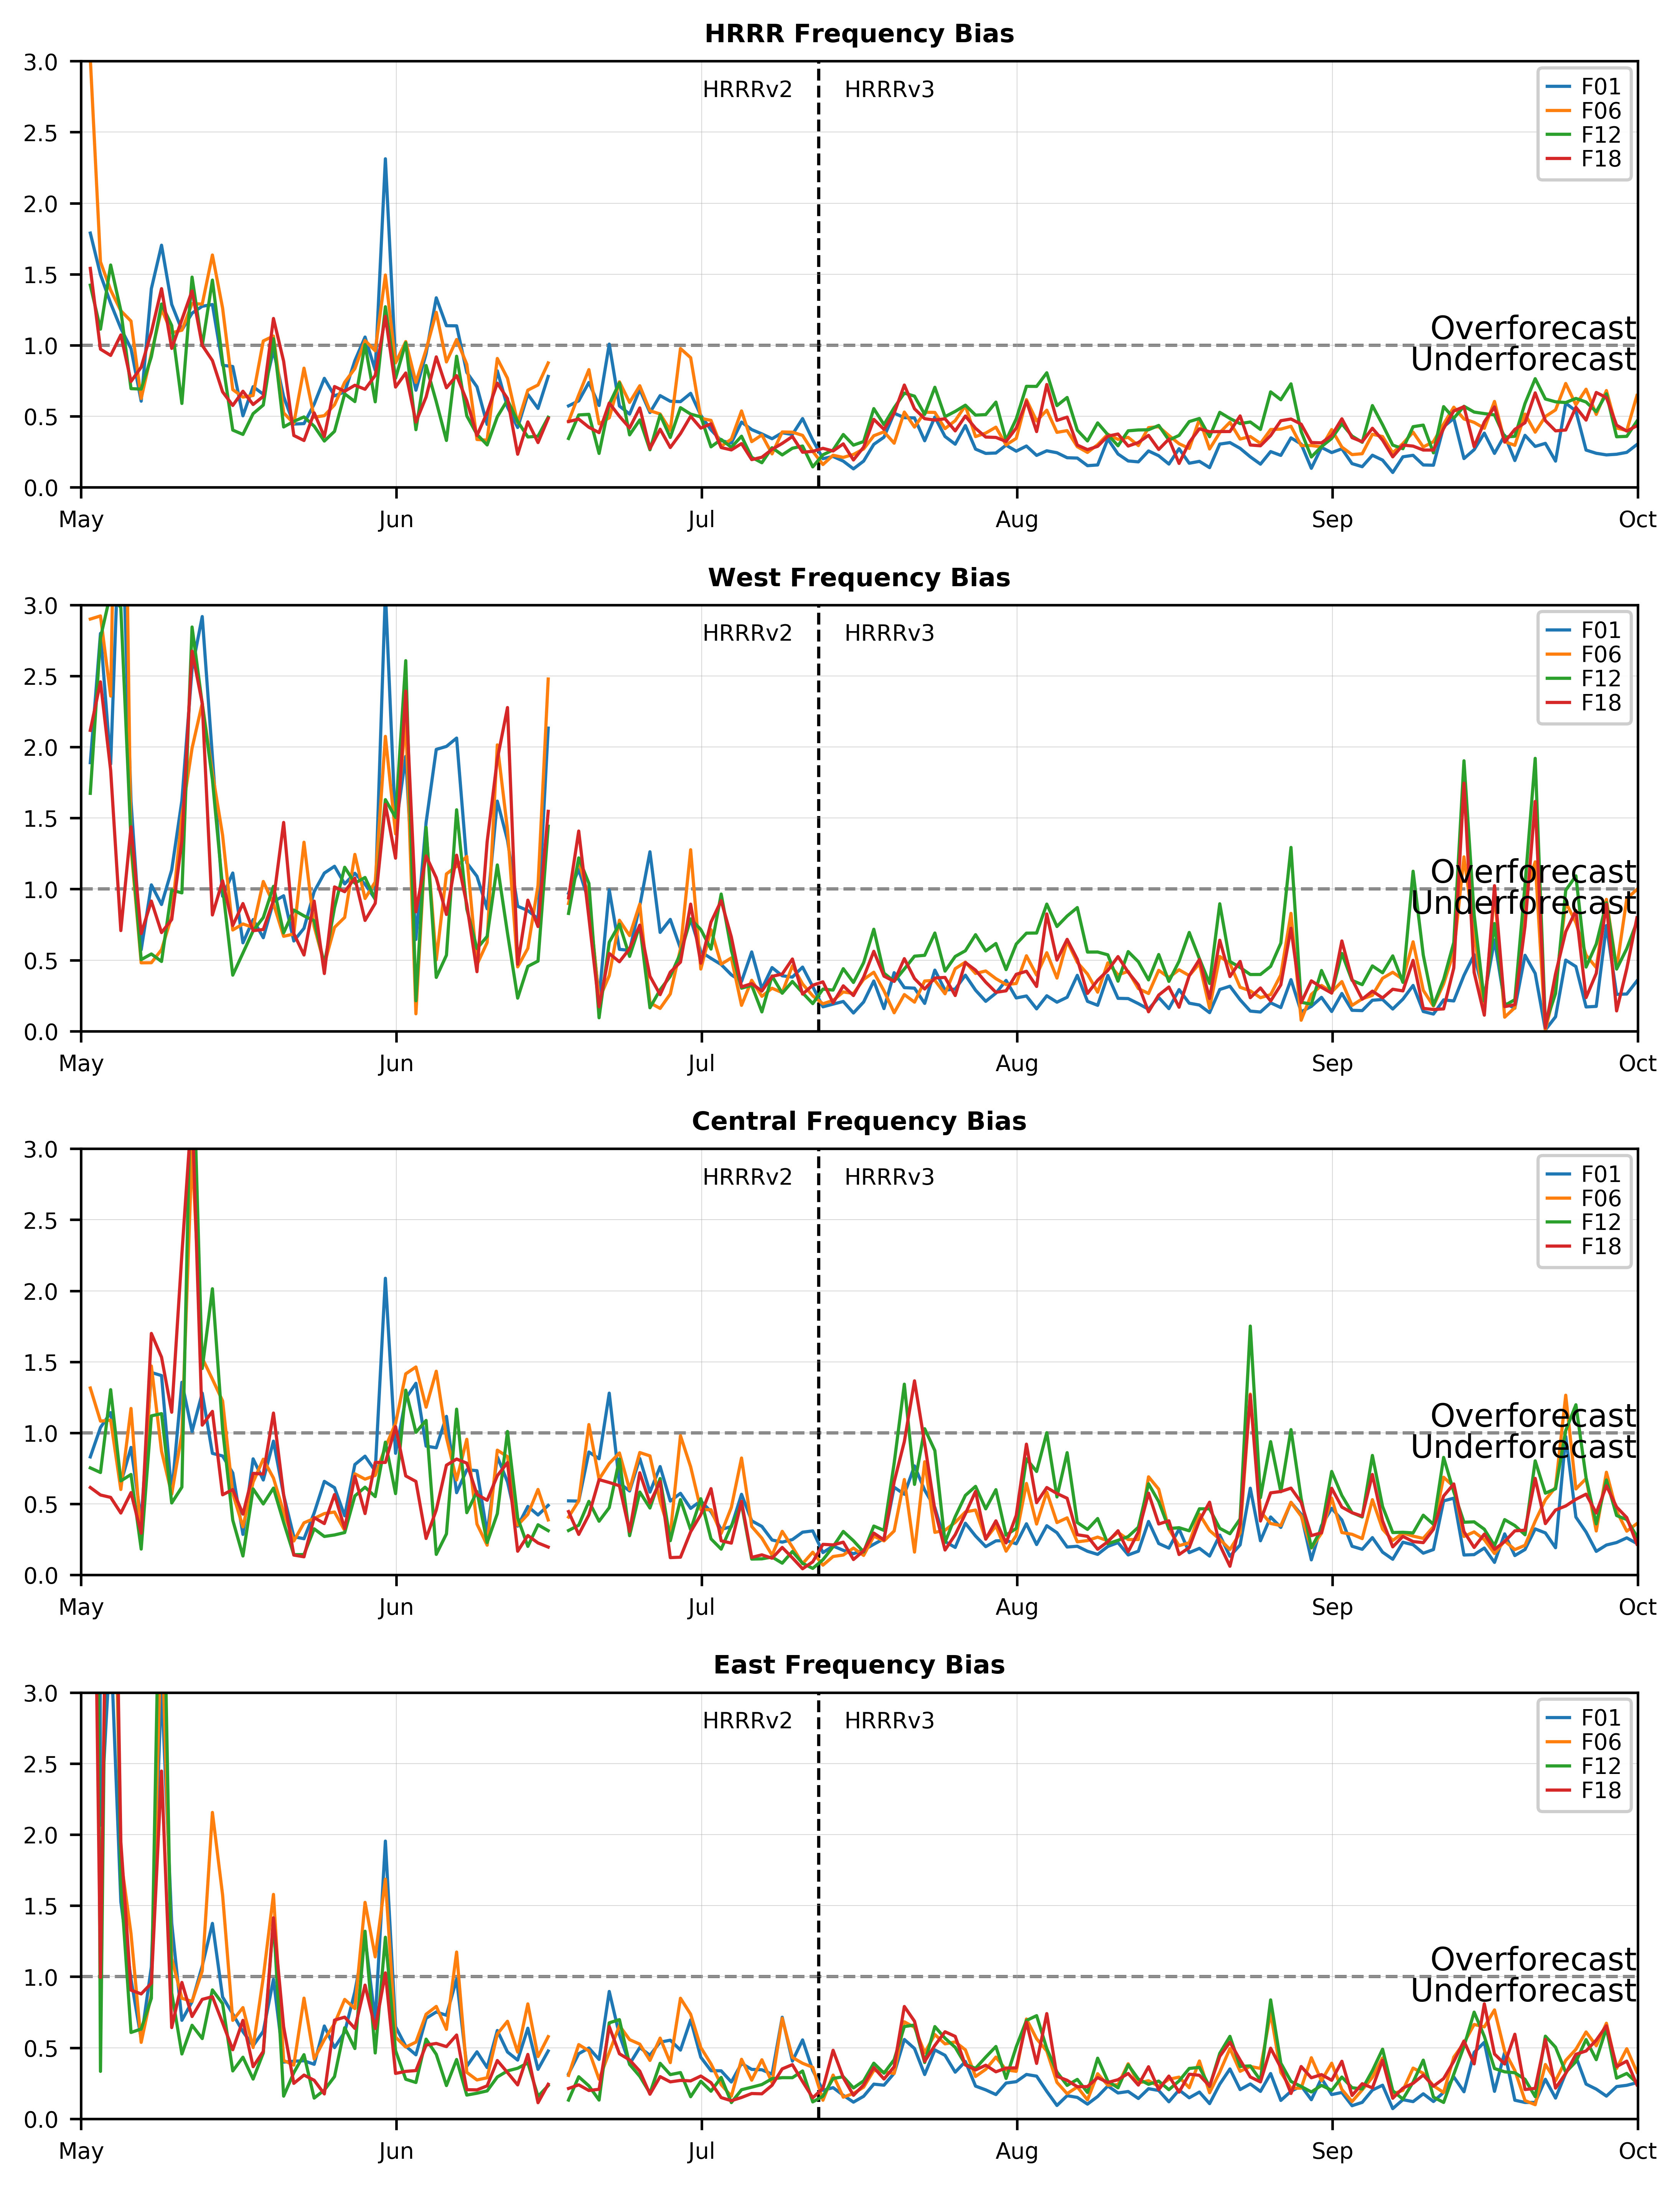 HRRR Frequency Bias
3.0
2.5
2.0
1.5
1.0
0.5
0.0
HRRRv2
HRRRv3
F01
F06
F12
F18
Overforecast
Underforecast
May
Jun
Jul
Aug
Sep
Oct
West Frequency Bias
3.0
2.5
2.0
1.5
1.0
0.5
0.0
HRRRv2
HRRRv3
F01
F06
F12
F18
Overforecast
Underforecast
May
Jun
Jul
Aug
Sep
Oct
Central Frequency Bias
3.0
2.5
2.0
1.5
1.0
0.5
0.0
HRRRv2
HRRRv3
F01
F06
F12
F18
Overforecast
Underforecast
May
Jun
Jul
Aug
Sep
Oct
East Frequency Bias
3.0
2.5
2.0
1.5
1.0
0.5
0.0
HRRRv2
HRRRv3
F01
F06
F12
F18
Overforecast
Underforecast
May
Jun
Jul
Aug
Sep
Oct